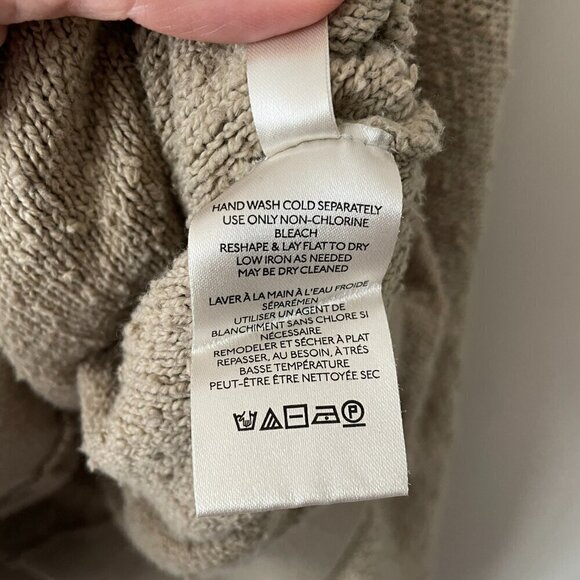 HAND WASH COLD SEPARATELY
USE ONLY NON-CHLORINE
BLEACH
RESHAPE & LAY FLAT TO DRY
LOW IRON AS NEEDED
MAY BE DRY CLEANED
LAVER À LA MAIN À L'EAU FROIDE
SÉPARÉMEN
UTILISER UN AGENT DE
BLANCHIMENT SANS CHLORE SI
NÉCESSAIRE
REMODELER ET SÉCHER À PLAT
REPASSER, AU BESOIN, À TRÉS
BASSE TEMPÉRATURE
PEUT-ÊTRE ÊTRE NETTOYÉE SEC
P